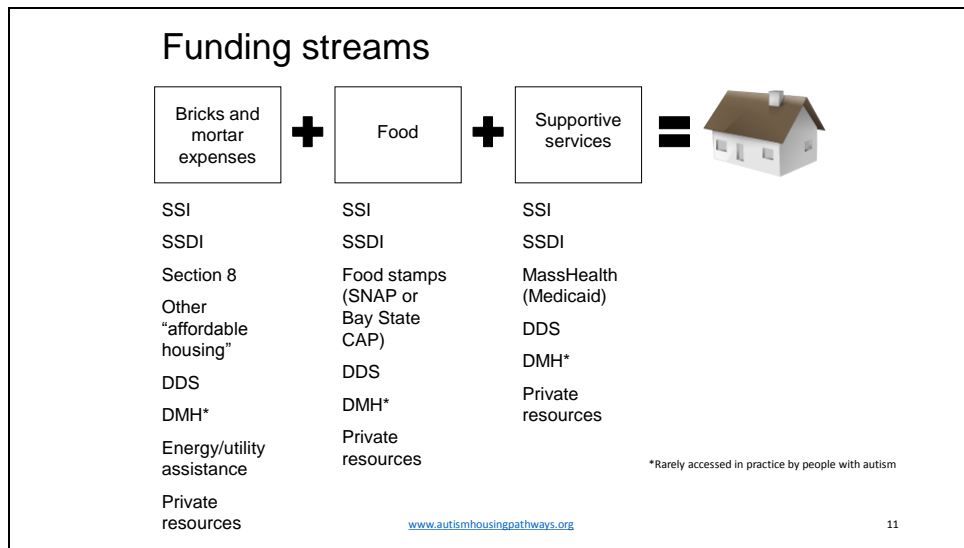 Funding streams
Bricks and
mortar
expenses
Food
Supportive
services
SSI
SSDI
Section 8
Other
“affordable
housing”
DDS
DMH*
Energy/utility
assistance
Private
resources
SSI
SSDI
Food stamps
(SNAP or
Bay State
CAP)
DDS
DMH*
Private
resources
SSI
SSDI
MassHealth
(Medicaid)
DDS
DMH*
Private
resources
*Rarely accessed in practice by people with autism
www.autismhousingpathways.org
11